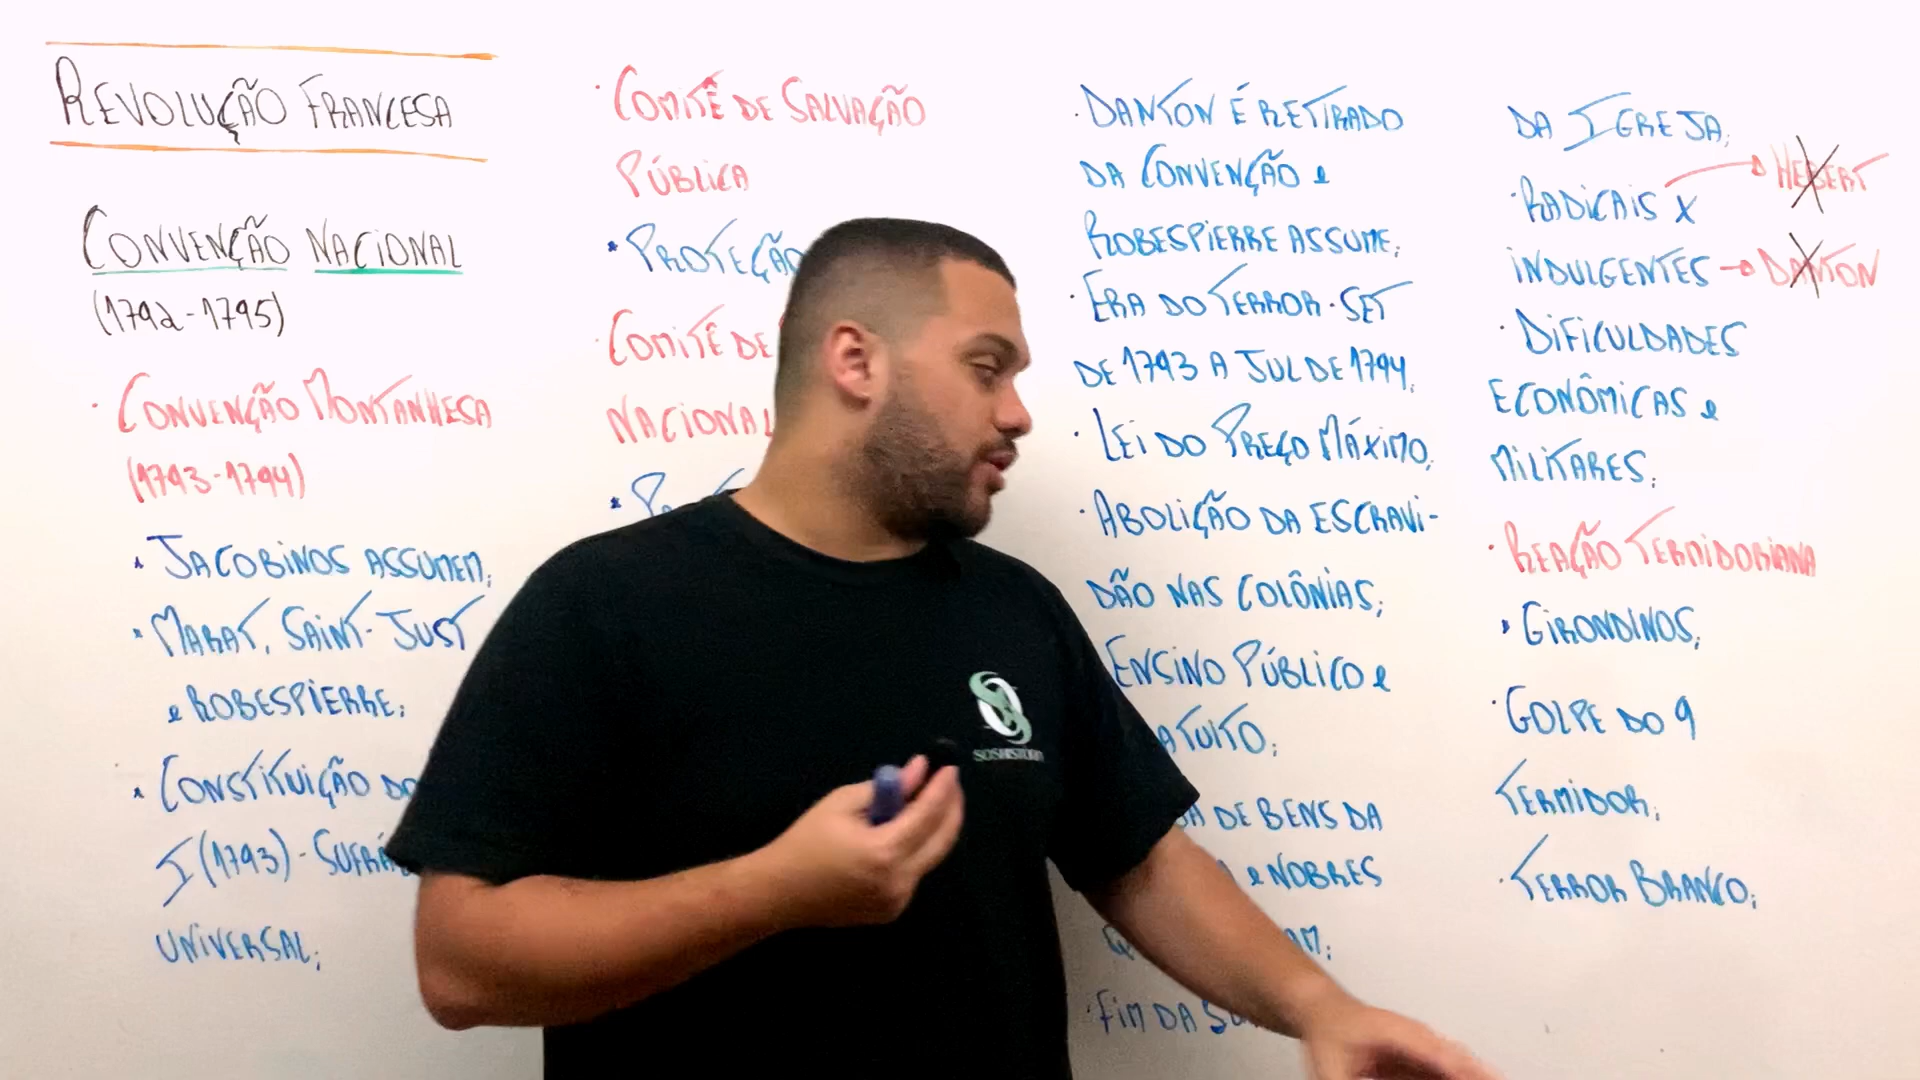 REVOLUÇÃO FRANCESA
CONVENÇÃO NACIONAL
(1792-1795)
· CONVENÇÃO MONTANHESA
(1793-1794)
· JACOBINOS ASSUMEM;
· MARAT, SAINT-JUST
e ROBESPIERRE;
· CONSTITUIÇÃO DO
I (1793) - SUFRÁ
UNIVERSAL;
· COMITÊ DE SALVAÇÃO
PÚBLICA
· PROTEÇÃO
· COMITÊ DE
NACIONAL
· DANTON É RETIRADO
DA CONVENÇÃO e
ROBESPIERRE ASSUME;
· ERA DO TERROR - SET
DE 1793 A JUL DE 1794;
· LEI DO PREÇO MÁXIMO;
· ABOLIÇÃO DA ESCRAVI-
DÃO NAS COLÔNIAS;
ENSINO PÚBLICO e
ATUITO;
DE BENS DA
e NOBRES
· FIM DA
DA IGREJA;
· RADICAIS X → HEBERT
INDULGENTES → DANTON
· DIFICULDADES
ECONÔMICAS e
MILITARES;
· REAÇÃO TERMIDORIANA
· GIRONDINOS;
· GOLPE DO 9
TERMIDOR;
· TERROR BRANCO;